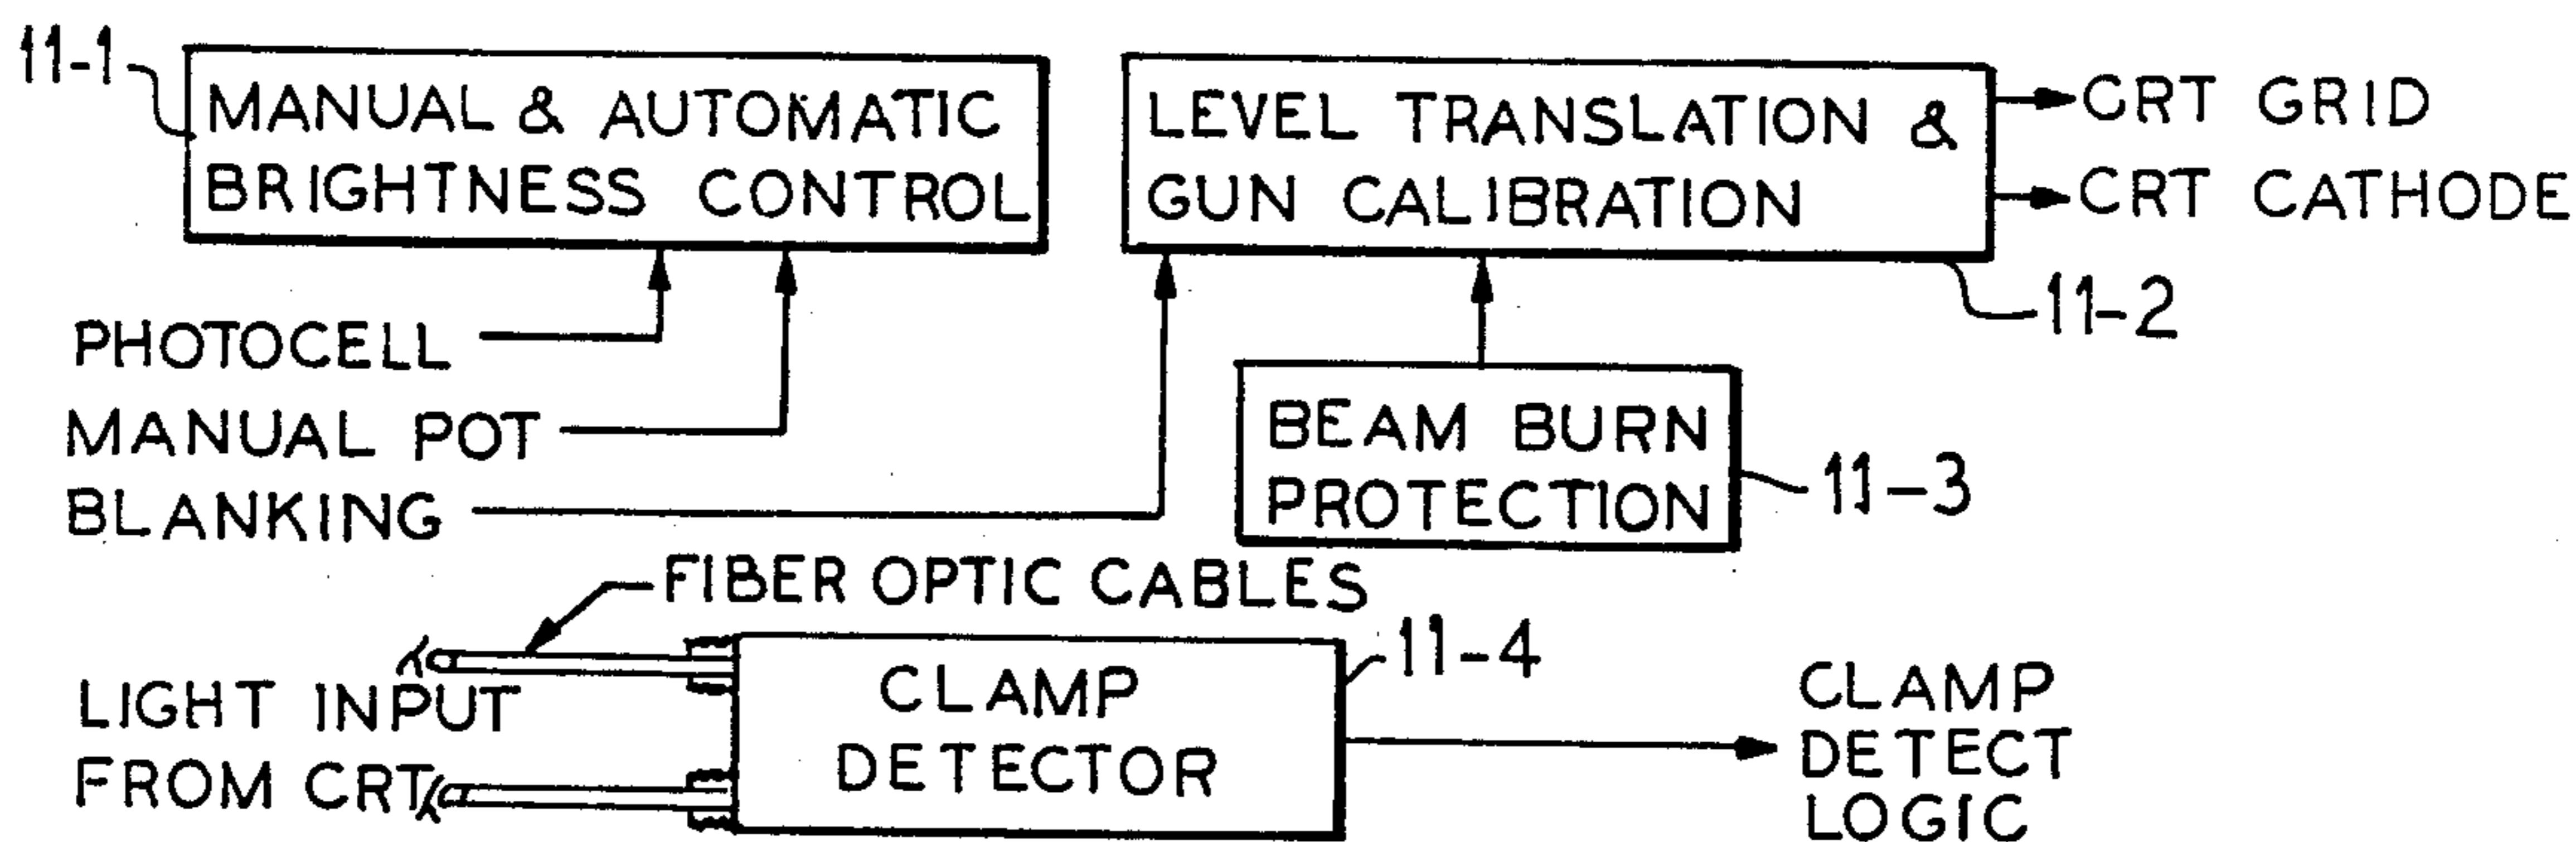 11-1
MANUAL & AUTOMATIC
BRIGHTNESS CONTROL
LEVEL TRANSLATION &
GUN CALIBRATION
CRT GRID
CRT CATHODE
11-2
PHOTOCELL
MANUAL POT
BLANKING
BEAM BURN
PROTECTION
11-3
FIBER OPTIC CABLES
LIGHT INPUT
FROM CRT
CLAMP
DETECTOR
11-4
CLAMP
DETECT
LOGIC